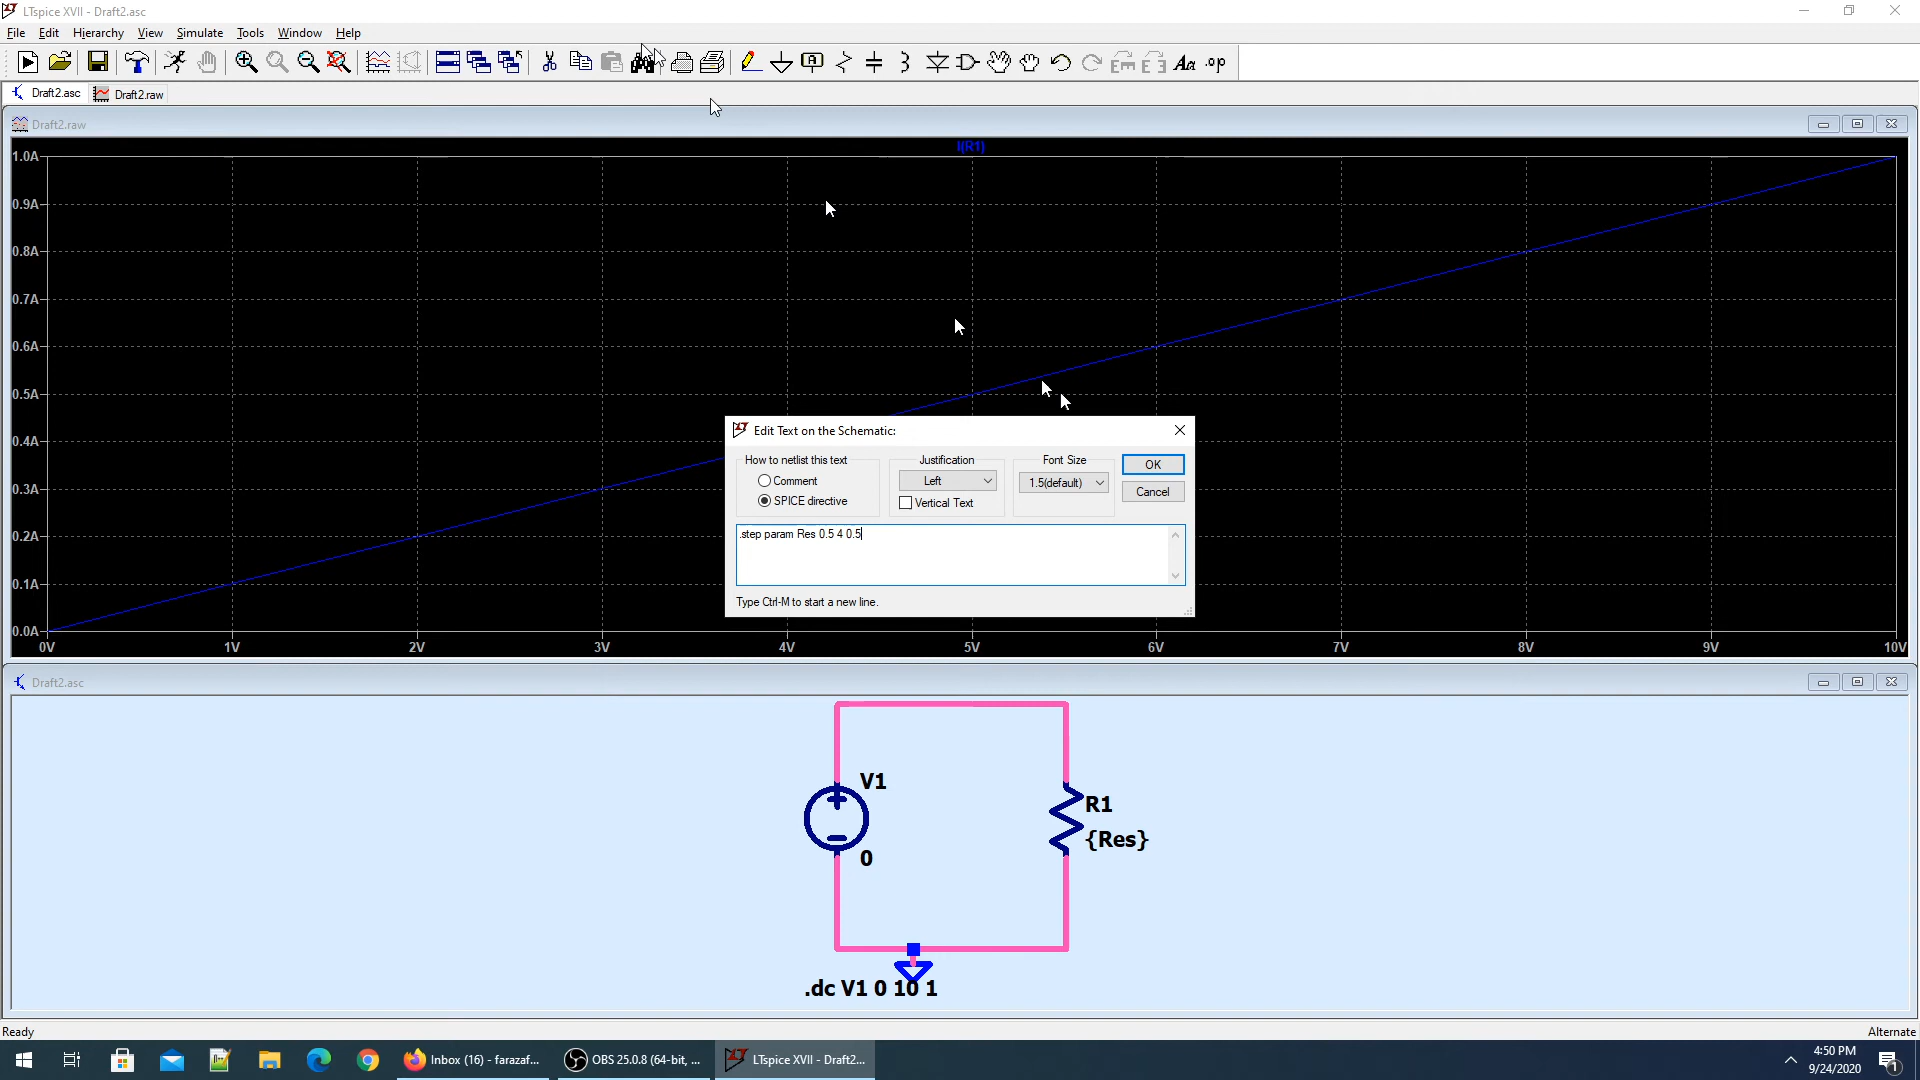 LTspice XVII - Draft2.asc
File Edit Hierarchy View Simulate Tools Window Help
A Aa .op
Draft2.asc Draft2.raw
Draft2.raw
I(R1)
1.0A
0.9A
0.8A
0.7A
0.6A
0.5A
0.4A
0.3A
0.2A
0.1A
0.0A
0V 1V 2V 3V 4V 5V 6V 7V 8V 9V 10V
Edit Text on the Schematic:
How to netlist this text
Comment
SPICE directive
Justification
Left
Vertical Text
Font Size
1.5(default)
OK
Cancel
.step param Res 0.5 4 0.5
Type Ctrl-M to start a new line.
Draft2.asc
V1
0
R1
{Res}
.dc V1 0 10 1
Ready Alternate
Inbox (16) - farazaf... OBS 25.0.8 (64-bit, ... LTspice XVII - Draft2...
4:50 PM
9/24/2020
1